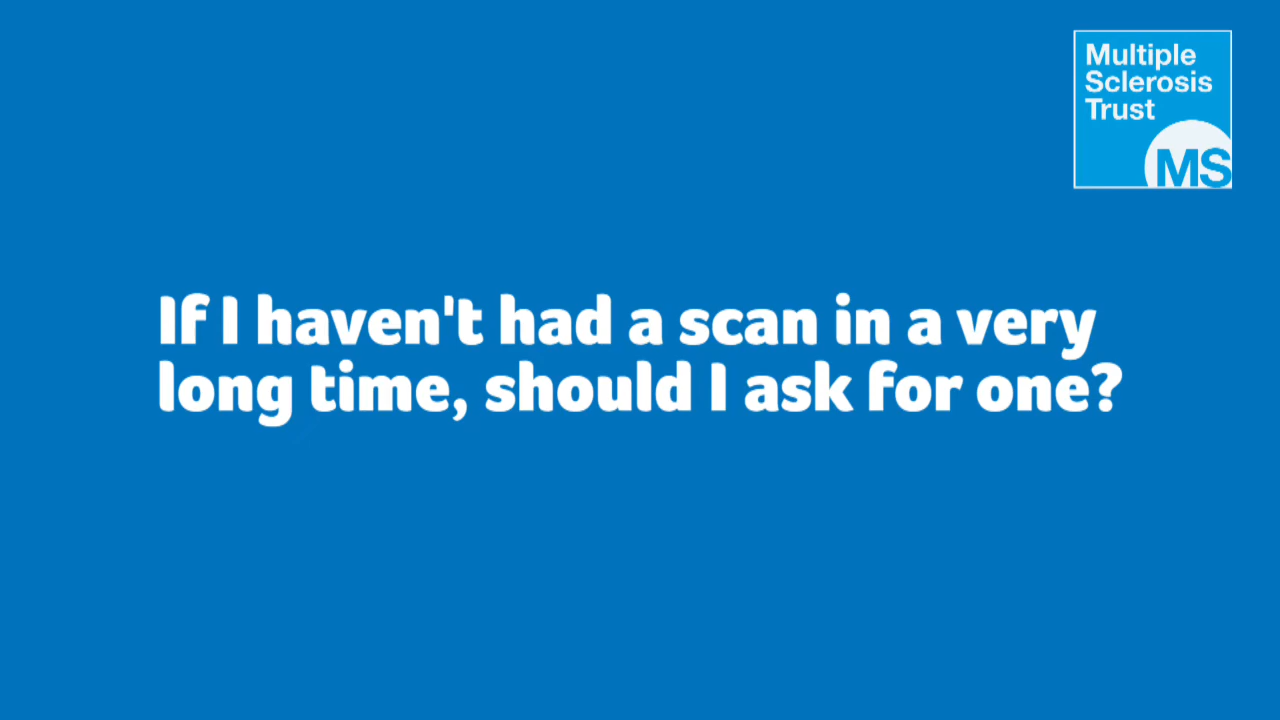 Multiple
Sclerosis
Trust
MS
If I haven't had a scan in a very
long time, should I ask for one?